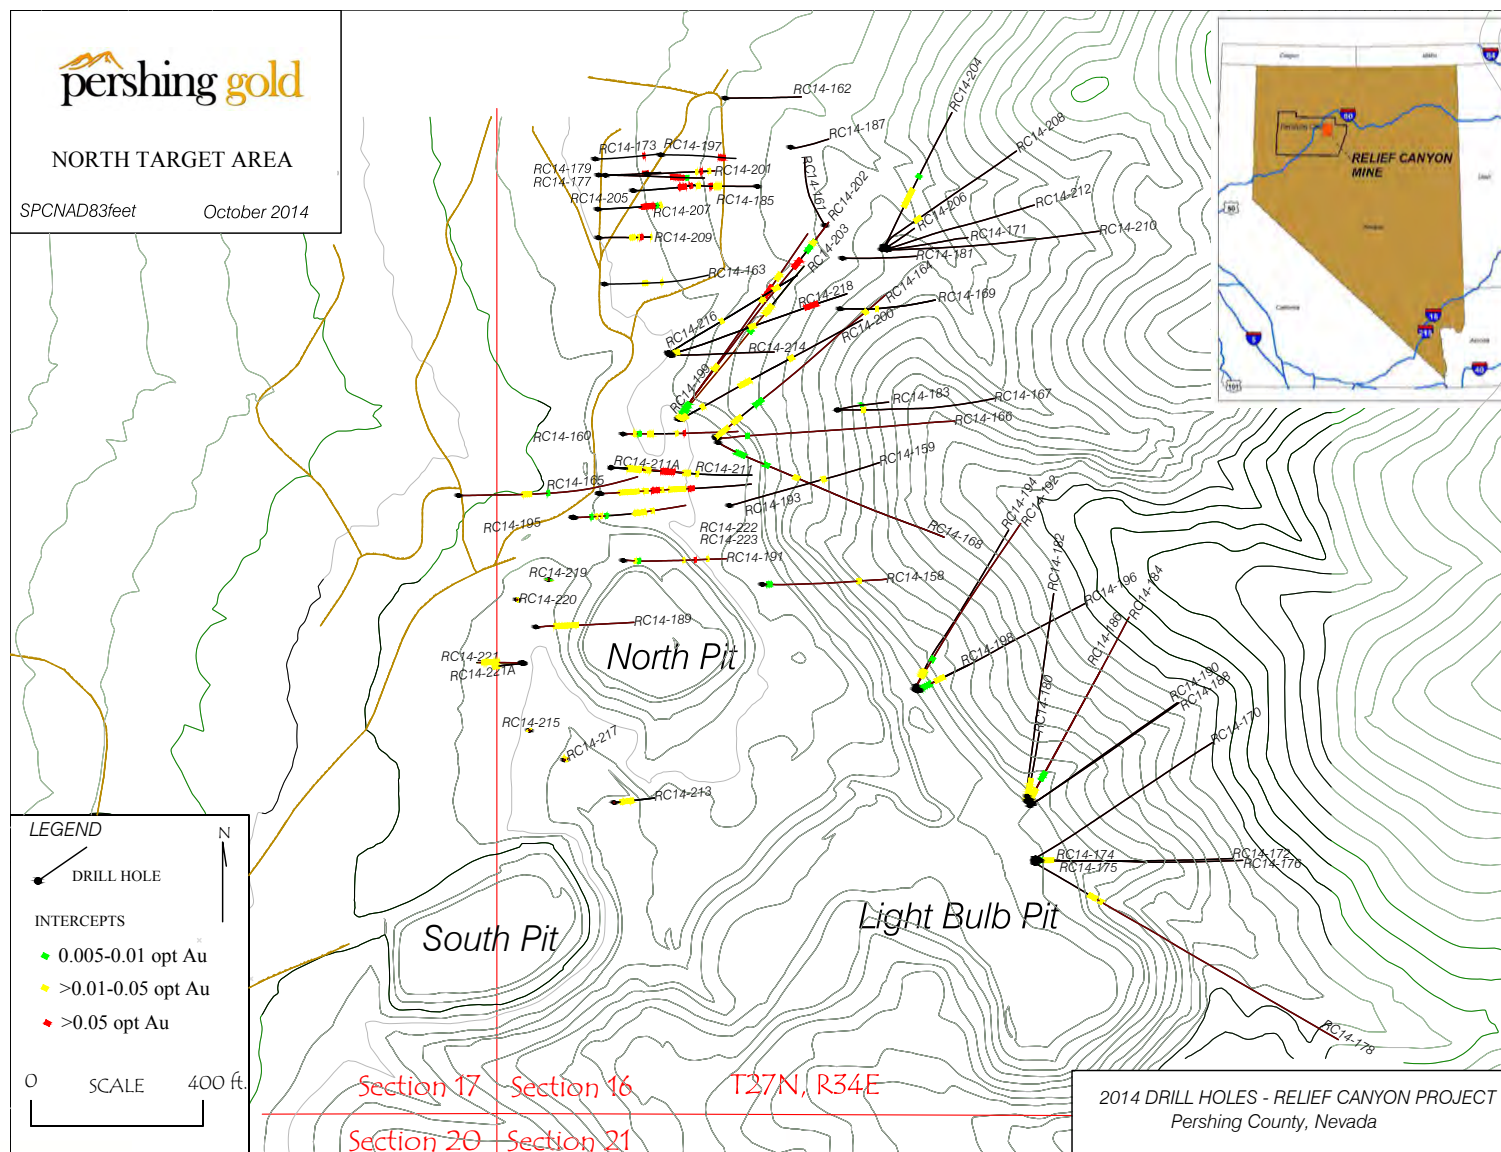 pershing gold
NORTH TARGET AREA
SPCNAD83feet October 2014
RC14-162
RC14-187
RC14-204
RC14-208
RC14-173 RC14-197
RC14-179
RC14-177
RC14-201
RC14-205
RC14-207
RC14-185
RC14-209
RC14-163
RC14-161
RC14-202
RC14-203
RC14-206
RC14-212
RC14-171
RC14-210
RC14-181
RC14-164
RC14-169
RC14-218
RC14-200
RC14-216
RC14-214
RC14-199
RC14-183
RC14-167
RC14-166
RC14-160
RC14-159
RC14-211A
RC14-211
RC14-165
RC14-193
RC14-195
RC14-168
RC14-194
RC14-192
RC14-222
RC14-223
RC14-191
RC14-182
RC14-158
RC14-219
RC14-196
RC14-184
RC14-220
RC14-189
RC14-186
RC14-198
North Pit
RC14-221
RC14-221A
RC14-180
RC14-190
RC14-188
RC14-215
RC14-217
RC14-170
RC14-213
RC14-174
RC14-175
RC14-172
RC14-176
Light Bulb Pit
South Pit
RC14-178
RELIEF CANYON
MINE
80
84
50
15
215
5
40
101
LEGEND
N
DRILL HOLE
INTERCEPTS
0.005-0.01 opt Au
>0.01-0.05 opt Au
>0.05 opt Au
0 SCALE 400 ft.
Section 17 Section 16 T27N, R34E
Section 20 Section 21
2014 DRILL HOLES - RELIEF CANYON PROJECT
Pershing County, Nevada